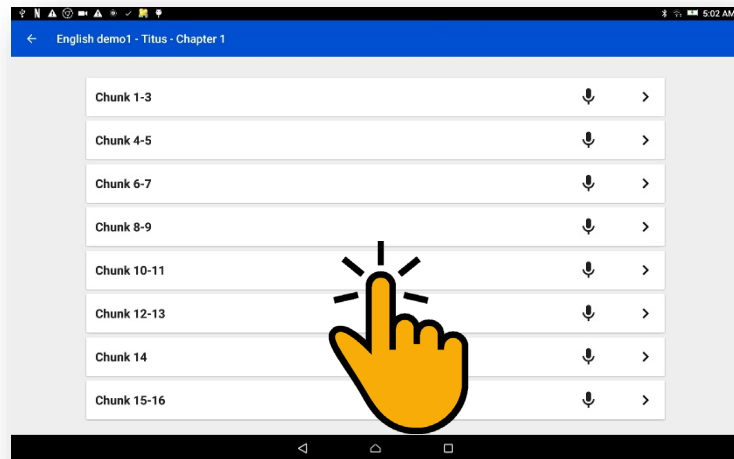 5:02 AM
English demo1 - Titus - Chapter 1
Chunk 1-3
Chunk 4-5
Chunk 6-7
Chunk 8-9
Chunk 10-11
Chunk 12-13
Chunk 14
Chunk 15-16